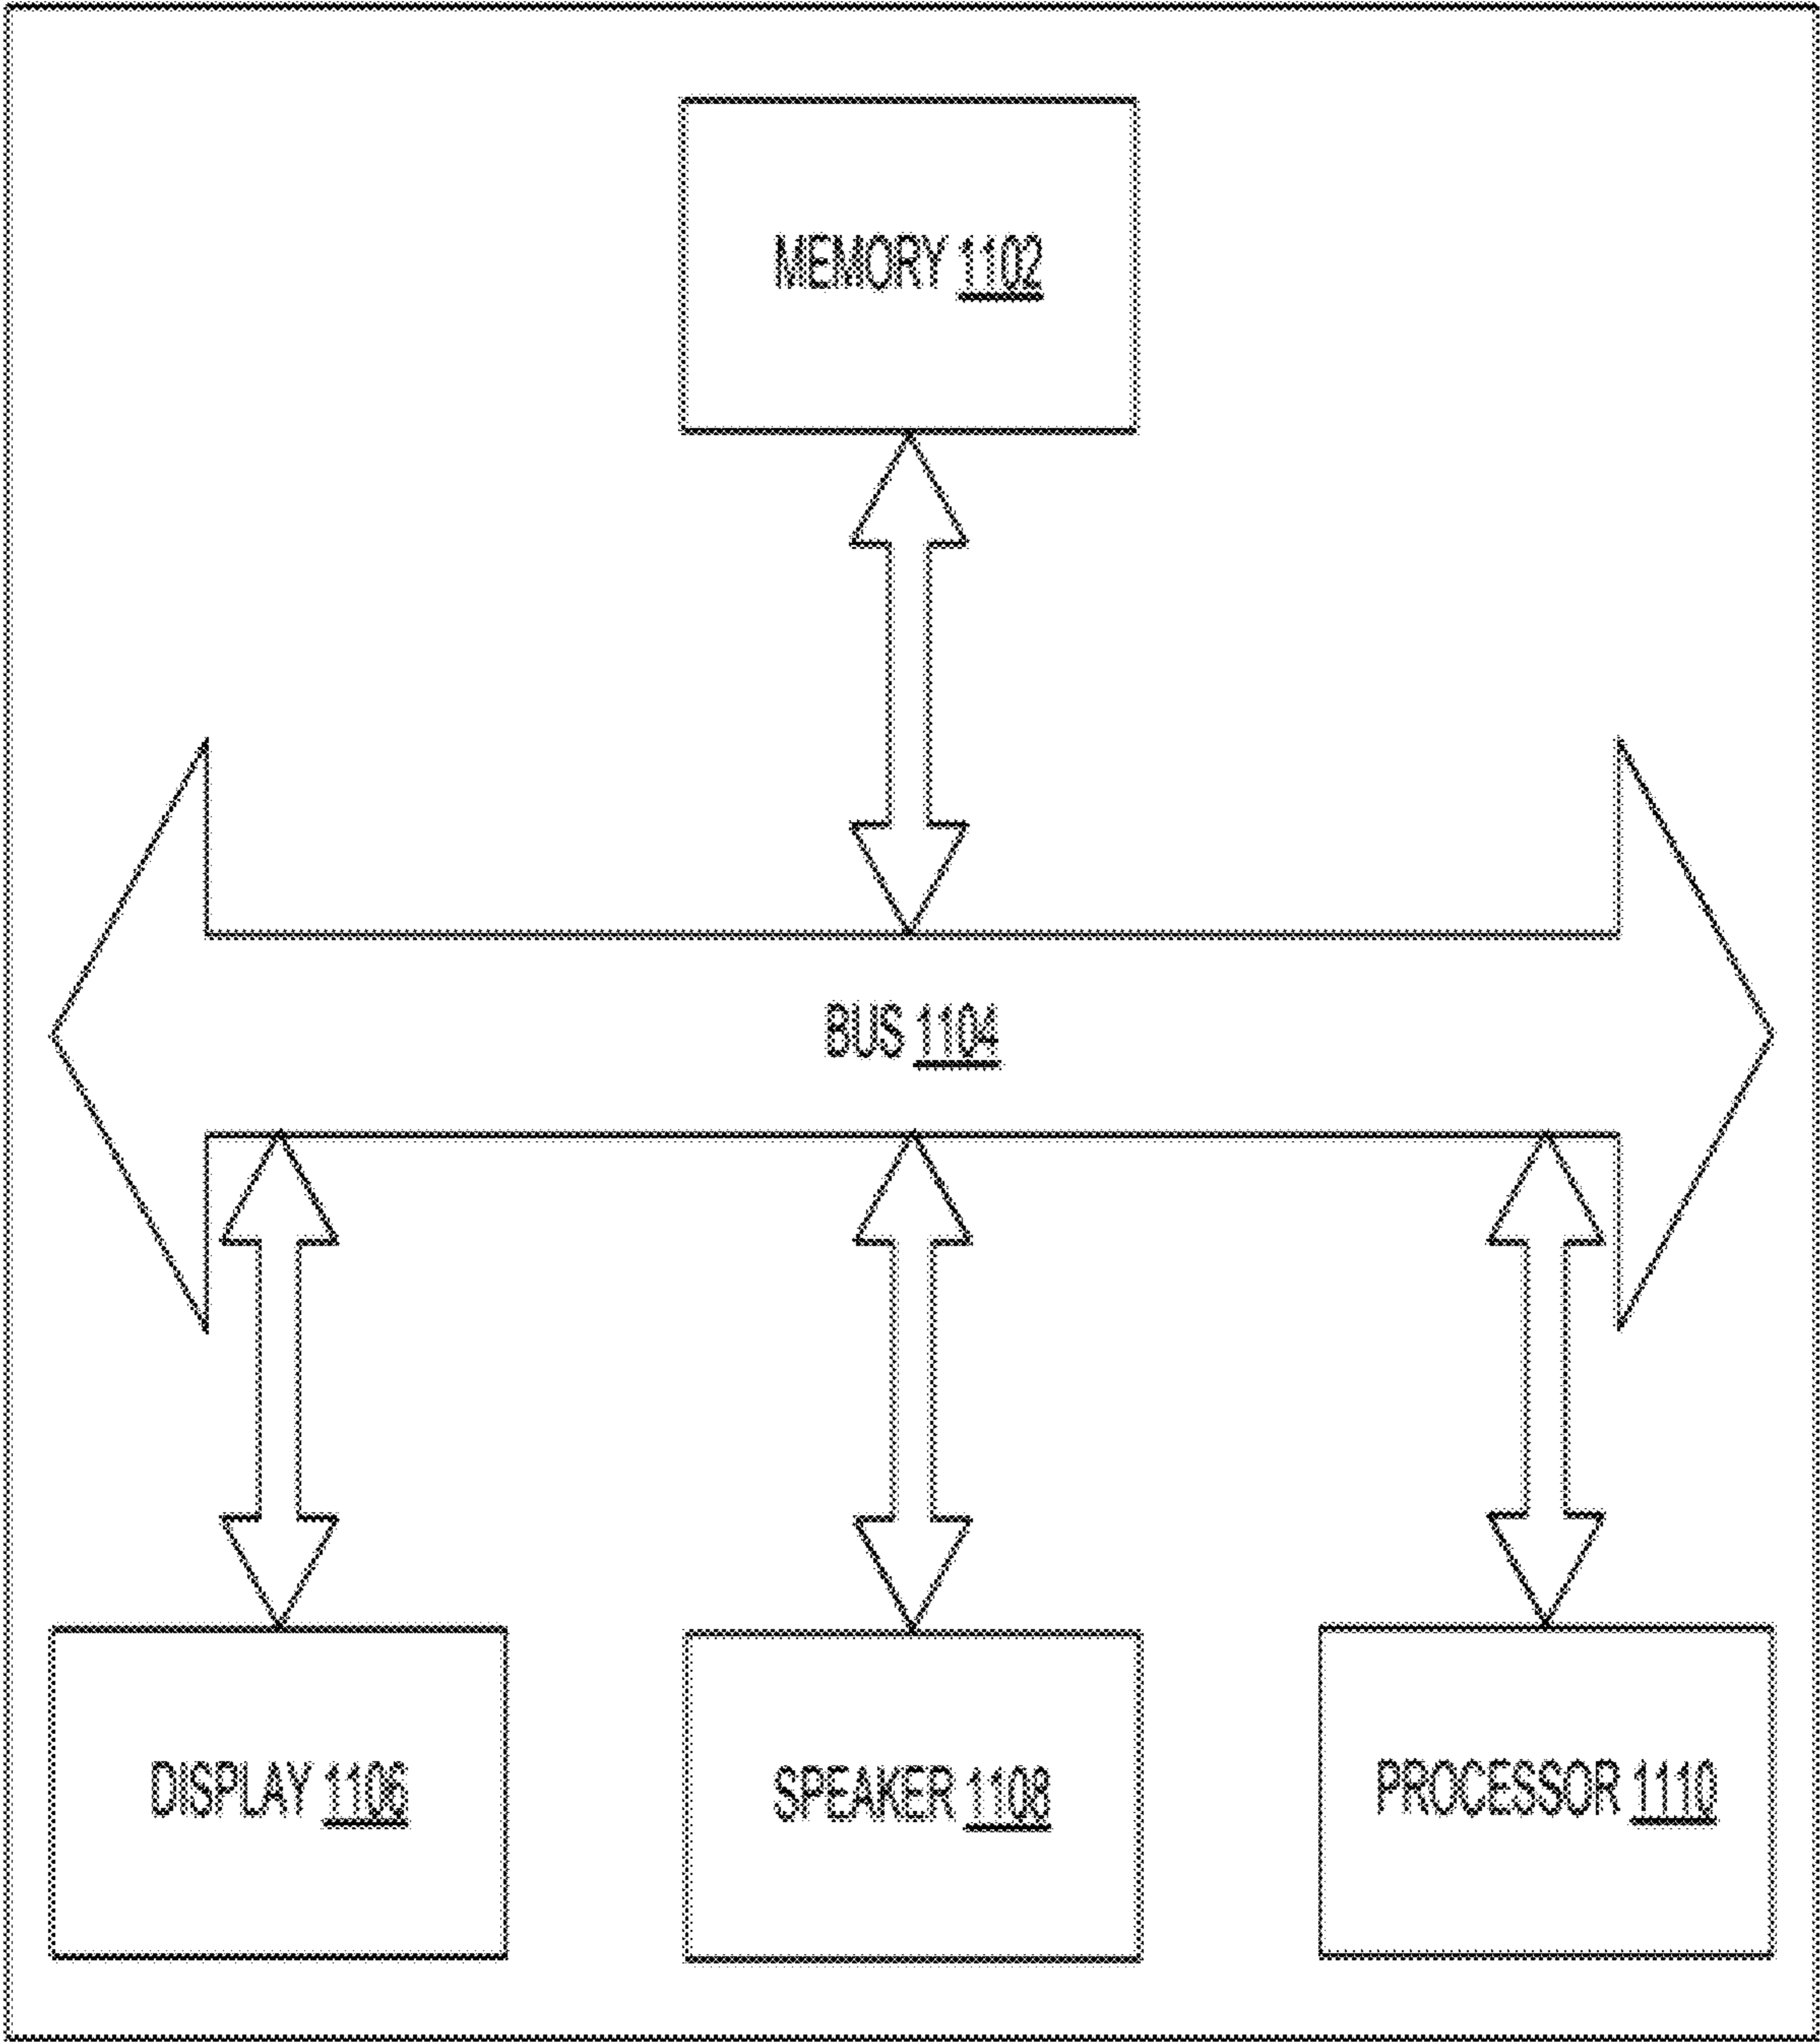 MEMORY 1102
BUS 1104
DISPLAY 1106
SPEAKER 1108
PROCESSOR 1110